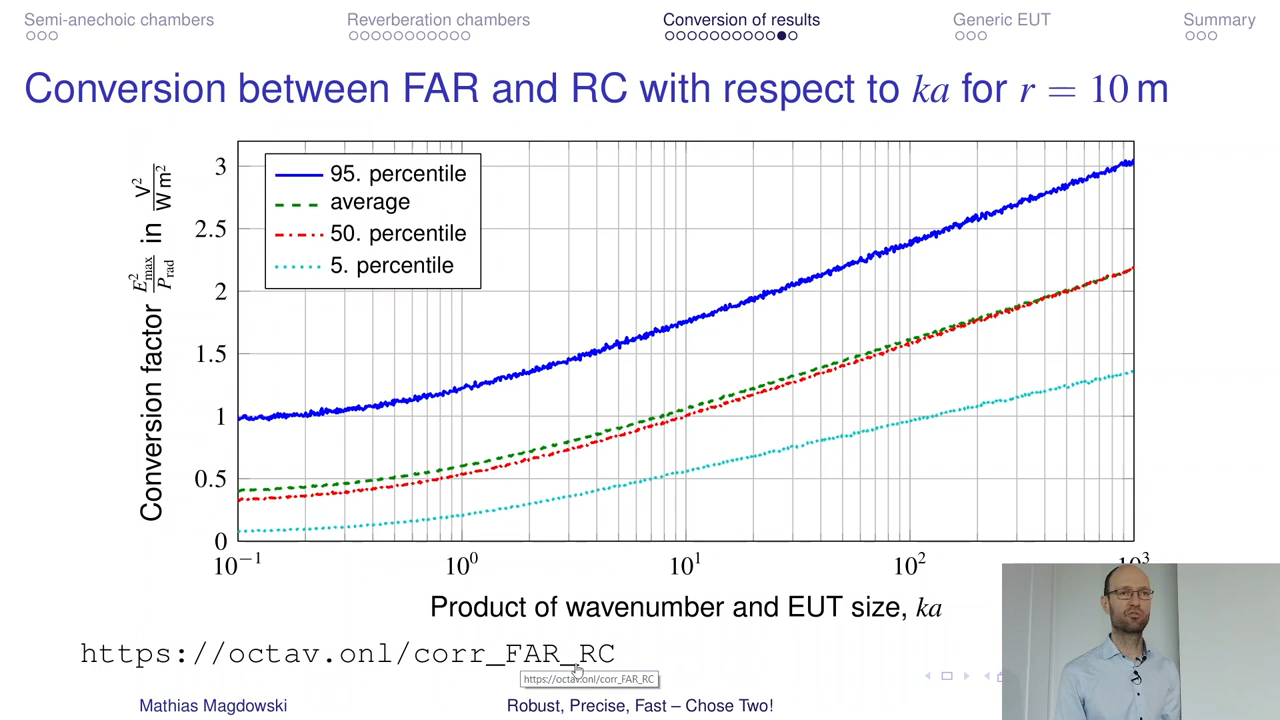 Semi-anechoic chambers Reverberation chambers Conversion of results Generic EUT Summary
Conversion between FAR and RC with respect to ka for r = 10 m
Conversion factor E²max/Prad in V²/W m²
3
2.5
2
1.5
1
0.5
0
95. percentile
average
50. percentile
5. percentile
10⁻¹ 10⁰ 10¹ 10² 10³
Product of wavenumber and EUT size, ka
https://octav.onl/corr_FAR_RC
https://octav.onl/corr_FAR_RC
Mathias Magdowski Robust, Precise, Fast – Chose Two!